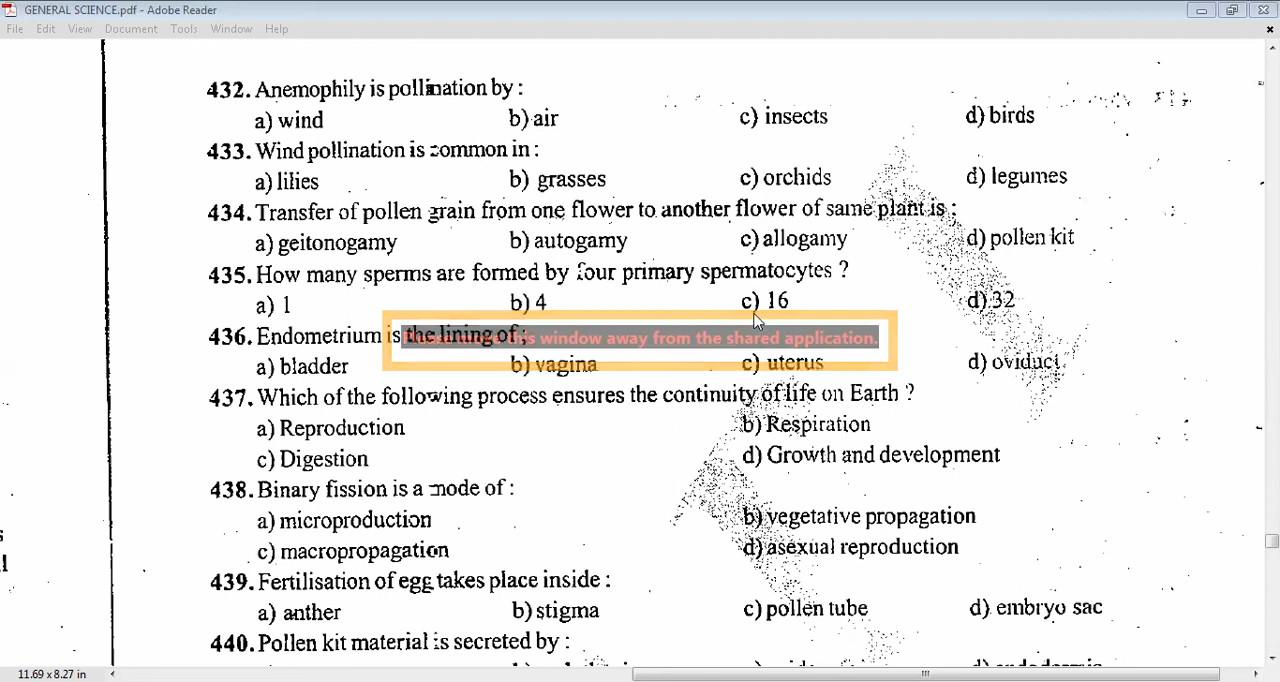 GENERAL SCIENCE.pdf - Adobe Reader
File Edit View Document Tools Window Help
432. Anemophily is pollination by :
a) wind b) air c) insects d) birds
433. Wind pollination is common in :
a) lilies b) grasses c) orchids d) legumes
434. Transfer of pollen grain from one flower to another flower of same plant is :
a) geitonogamy b) autogamy c) allogamy d) pollen kit
435. How many sperms are formed by four primary spermatocytes ?
a) 1 b) 4 c) 16 d) 32
436. Endometrium is the lining of :
window away from the shared application.
a) bladder b) vagina c) uterus d) oviduct
437. Which of the following process ensures the continuity of life on Earth ?
a) Reproduction b) Respiration
c) Digestion d) Growth and development
438. Binary fission is a mode of :
a) microproduction b) vegetative propagation
c) macropropagation d) asexual reproduction
439. Fertilisation of egg takes place inside :
a) anther b) stigma c) pollen tube d) embryo sac
440. Pollen kit material is secreted by :
11.69 x 8.27 in